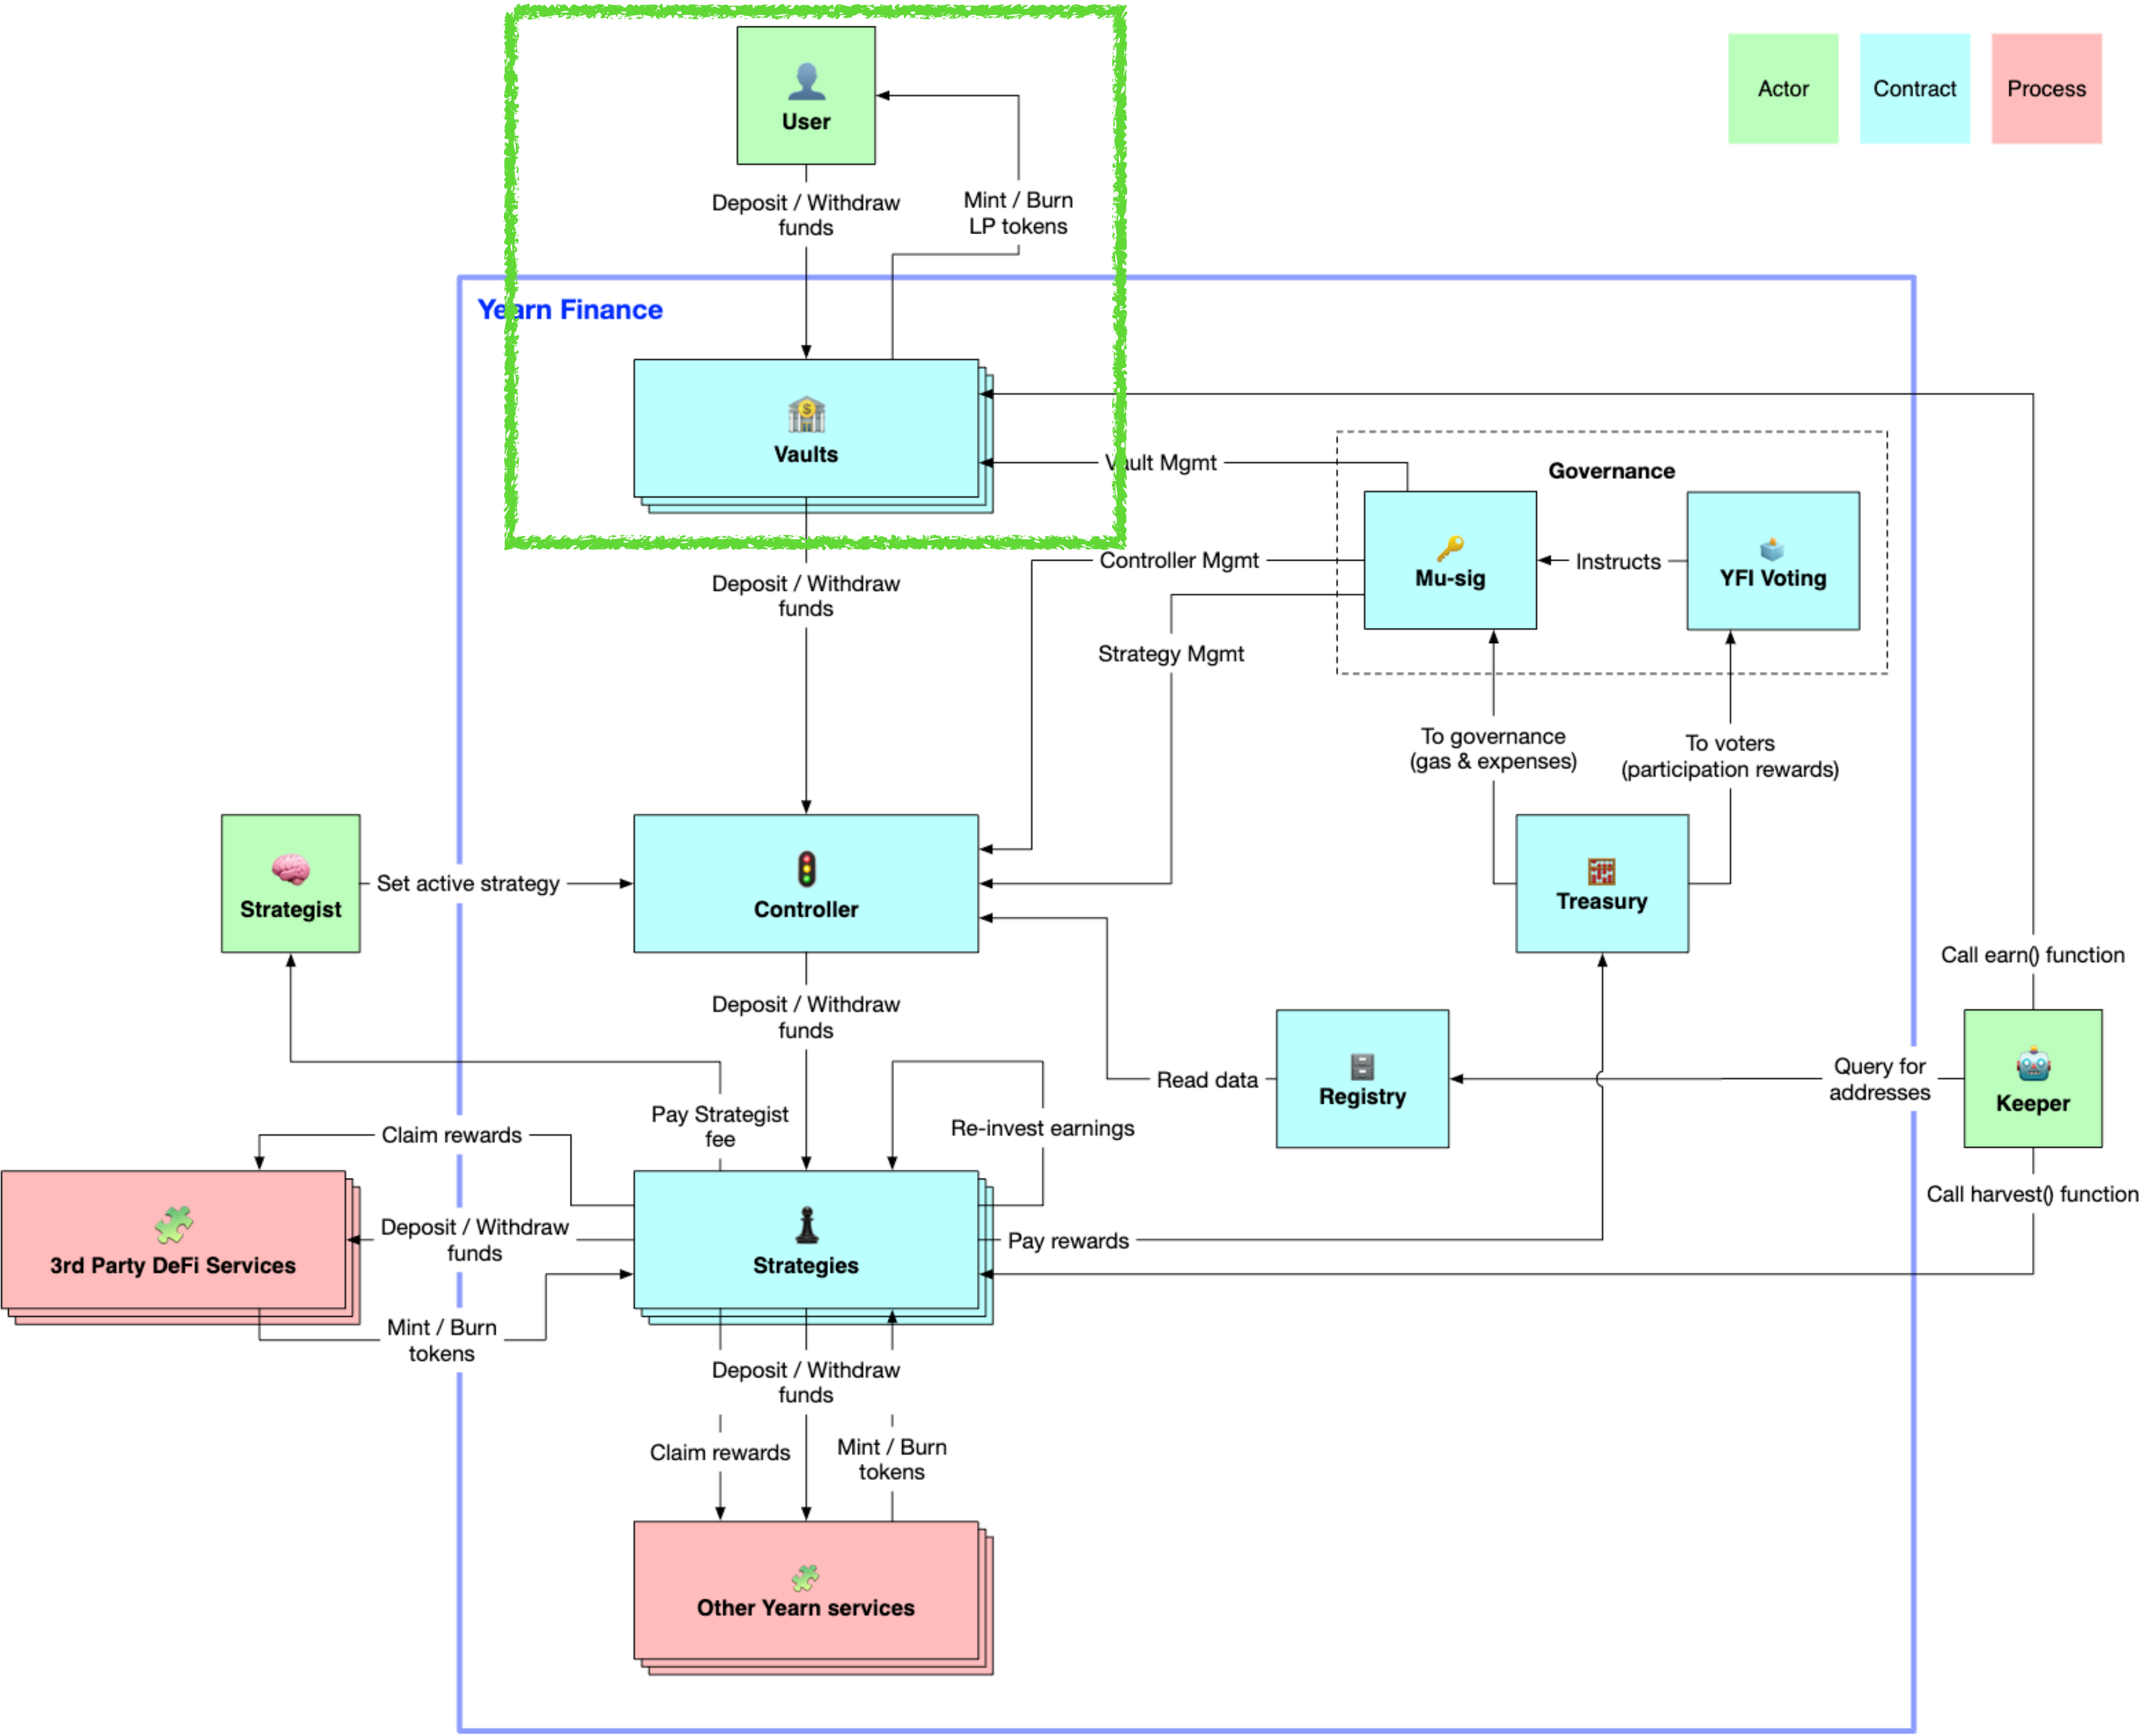 Actor
Contract
Process
User
Deposit / Withdraw
funds
Mint / Burn
LP tokens
Yearn Finance
Vaults
Vault Mgmt
Governance
Mu-sig
Instructs
YFI Voting
Controller Mgmt
Deposit / Withdraw
funds
Strategy Mgmt
To governance
(gas & expenses)
To voters
(participation rewards)
Strategist
Set active strategy
Controller
Treasury
Call earn() function
Deposit / Withdraw
funds
Read data
Registry
Query for
addresses
Keeper
Claim rewards
Pay Strategist
fee
Re-invest earnings
Call harvest() function
3rd Party DeFi Services
Deposit / Withdraw
funds
Strategies
Pay rewards
Mint / Burn
tokens
Deposit / Withdraw
funds
Claim rewards
Mint / Burn
tokens
Other Yearn services